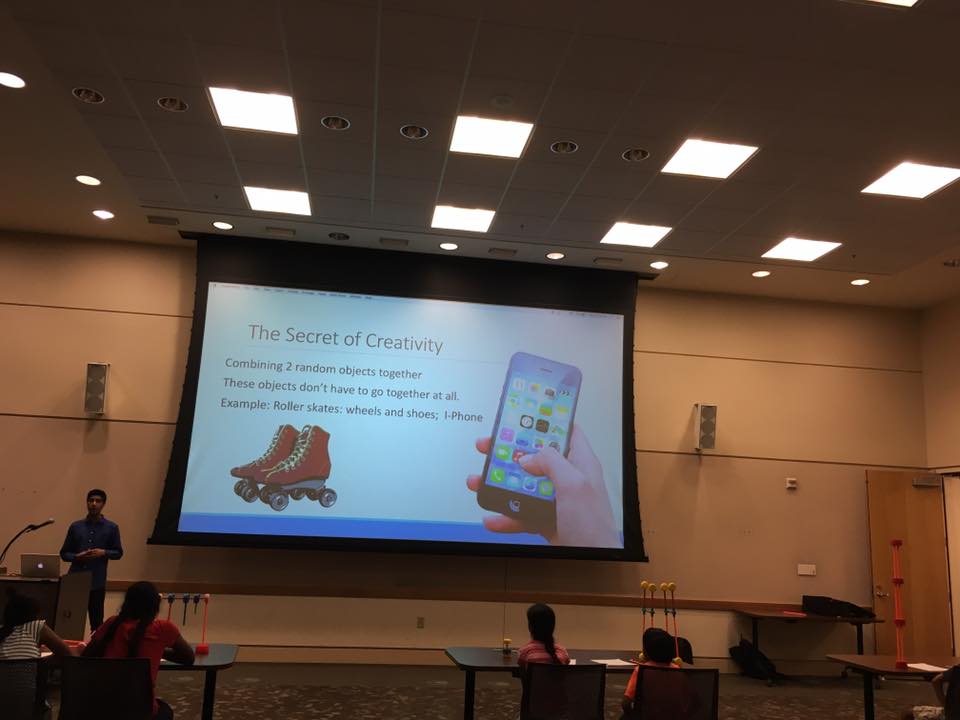 The Secret of Creativity
Combining 2 random objects together
These objects don't have to go together at all.
Example: Roller skates: wheels and shoes; I-Phone